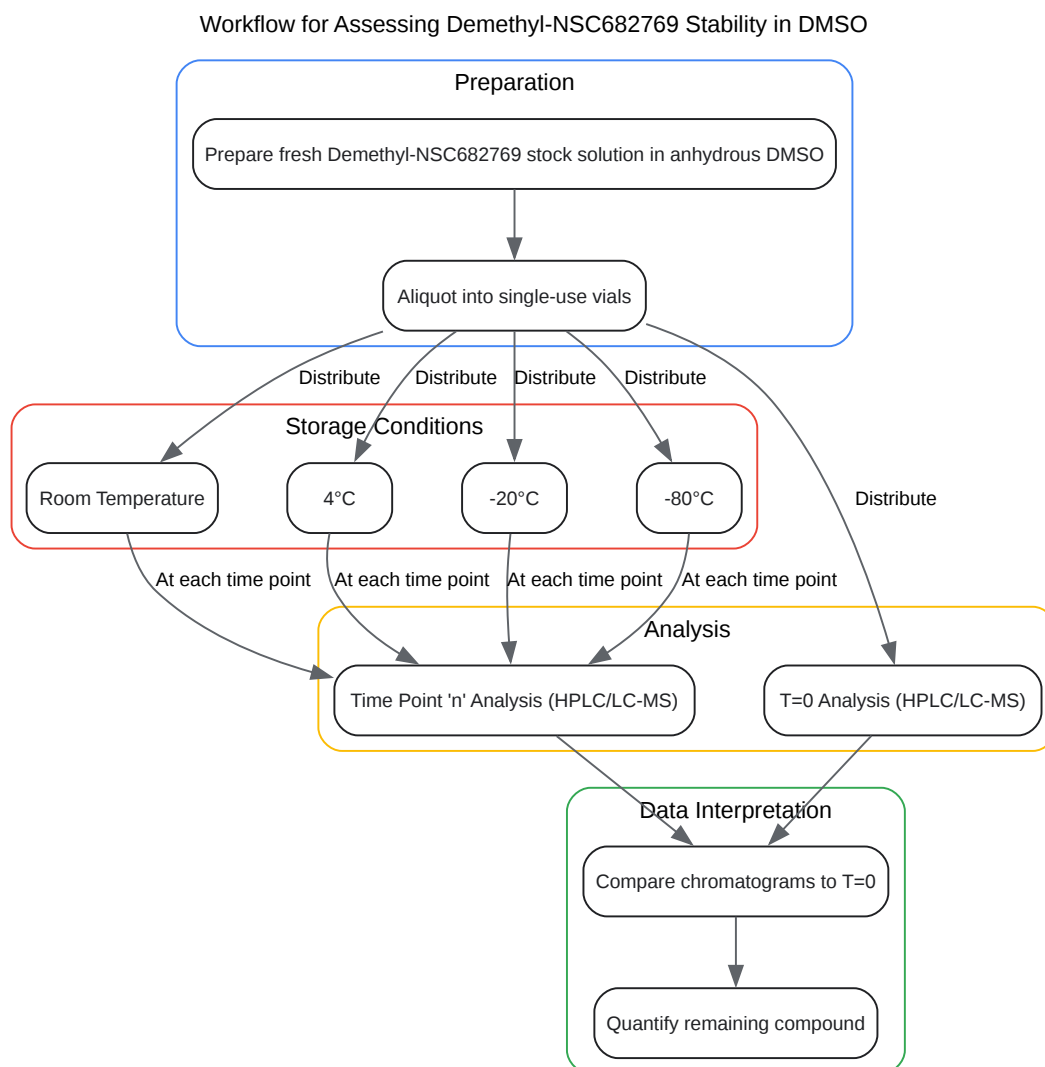 Workflow for Assessing Demethyl-NSC682769 Stability in DMSO
Preparation
Prepare fresh Demethyl-NSC682769 stock solution in anhydrous DMSO
Aliquot into single-use vials
Distribute
Distribute
Distribute
Distribute
Storage Conditions
Room Temperature
4°C
-20°C
-80°C
Distribute
At each time point
At each time point
At each time point
At each time point
Analysis
Time Point 'n' Analysis (HPLC/LC-MS)
T=0 Analysis (HPLC/LC-MS)
Data Interpretation
Compare chromatograms to T=0
Quantify remaining compound